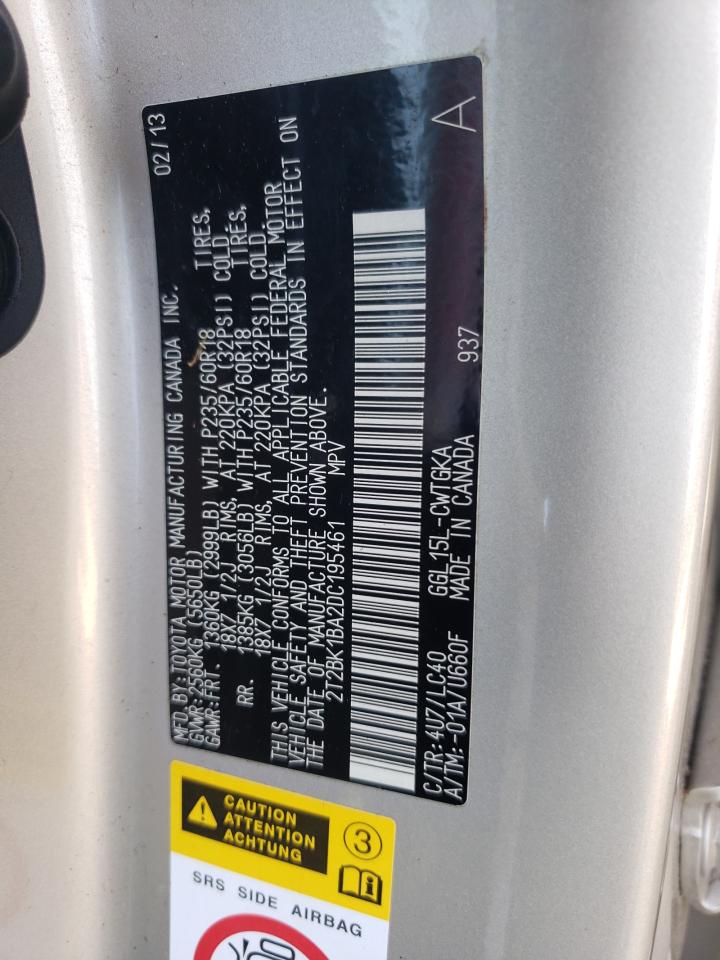 MFD. BY: TOYOTA MOTOR MANUFACTURING CANADA INC. 02/13
GVWR: 2560KG (5650LB)
GAWR: FRT. 1360KG (2999LB) WITH P235/60R18 TIRES,
18X7 1/2J RIMS, AT 220KPA (32PSI) COLD.
RR. 1385KG (3056LB) WITH P235/60R18 TIRES,
18X7 1/2J RIMS, AT 220KPA (32PSI) COLD.
THIS VEHICLE CONFORMS TO ALL APPLICABLE FEDERAL MOTOR
VEHICLE SAFETY AND THEFT PREVENTION STANDARDS IN EFFECT ON
THE DATE OF MANUFACTURE SHOWN ABOVE.
2T2BK1BA2DC195461 MPV
C/TR: 4U7/LC40 GGL15L-CWTGKA 937 A
A/TM: -01A/U660F MADE IN CANADA
CAUTION
ATTENTION
ACHTUNG
3
i
SRS SIDE AIRBAG